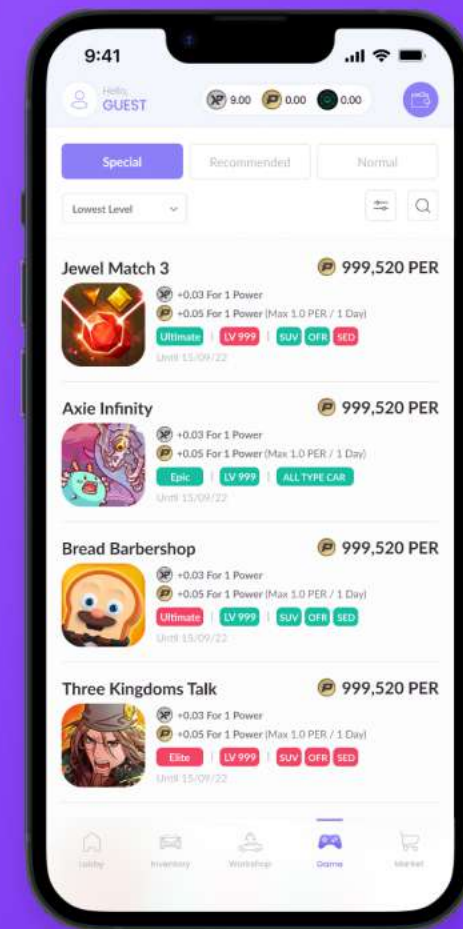 9:41
Hello,
GUEST
XP 9.00 P 0.00 0.00
Special Recommended Normal
Lowest Level
Jewel Match 3 P 999,520 PER
XP +0.03 For 1 Power
P +0.05 For 1 Power (Max 1.0 PER / 1 Day)
Ultimate | LV 999 | SUV OFR SED
Until 15/09/22
Axie Infinity P 999,520 PER
XP +0.03 For 1 Power
P +0.05 For 1 Power (Max 1.0 PER / 1 Day)
Epic | LV 999 | ALL TYPE CAR
Until 15/09/22
Bread Barbershop P 999,520 PER
XP +0.03 For 1 Power
P +0.05 For 1 Power (Max 1.0 PER / 1 Day)
Ultimate | LV 999 | SUV OFR SED
Until 15/09/22
Three Kingdoms Talk P 999,520 PER
XP +0.03 For 1 Power
P +0.05 For 1 Power (Max 1.0 PER / 1 Day)
Elite | LV 999 | SUV OFR SED
Until 15/09/22
Lobby Inventory Workshop Game Market